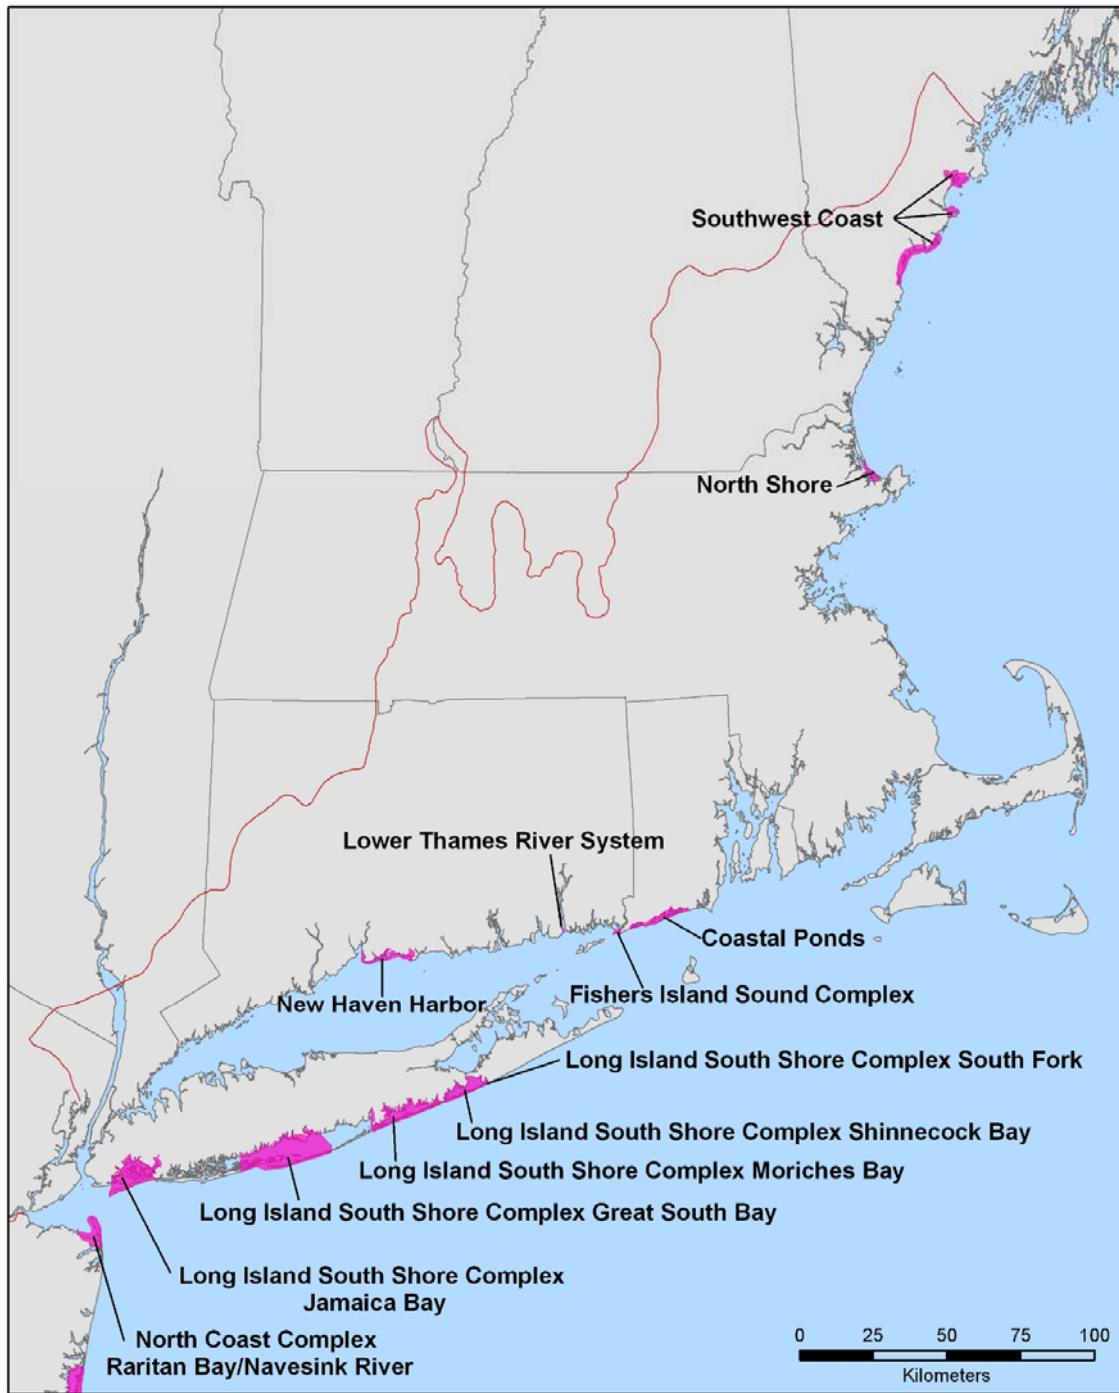 Southwest Coast
North Shore
Lower Thames River System
Coastal Ponds
New Haven Harbor
Fishers Island Sound Complex
Long Island South Shore Complex South Fork
Long Island South Shore Complex Shinnecock Bay
Long Island South Shore Complex Moriches Bay
Long Island South Shore Complex Great South Bay
Long Island South Shore Complex
Jamaica Bay
North Coast Complex
Raritan Bay/Navesink River
0 25 50 75 100
Kilometers